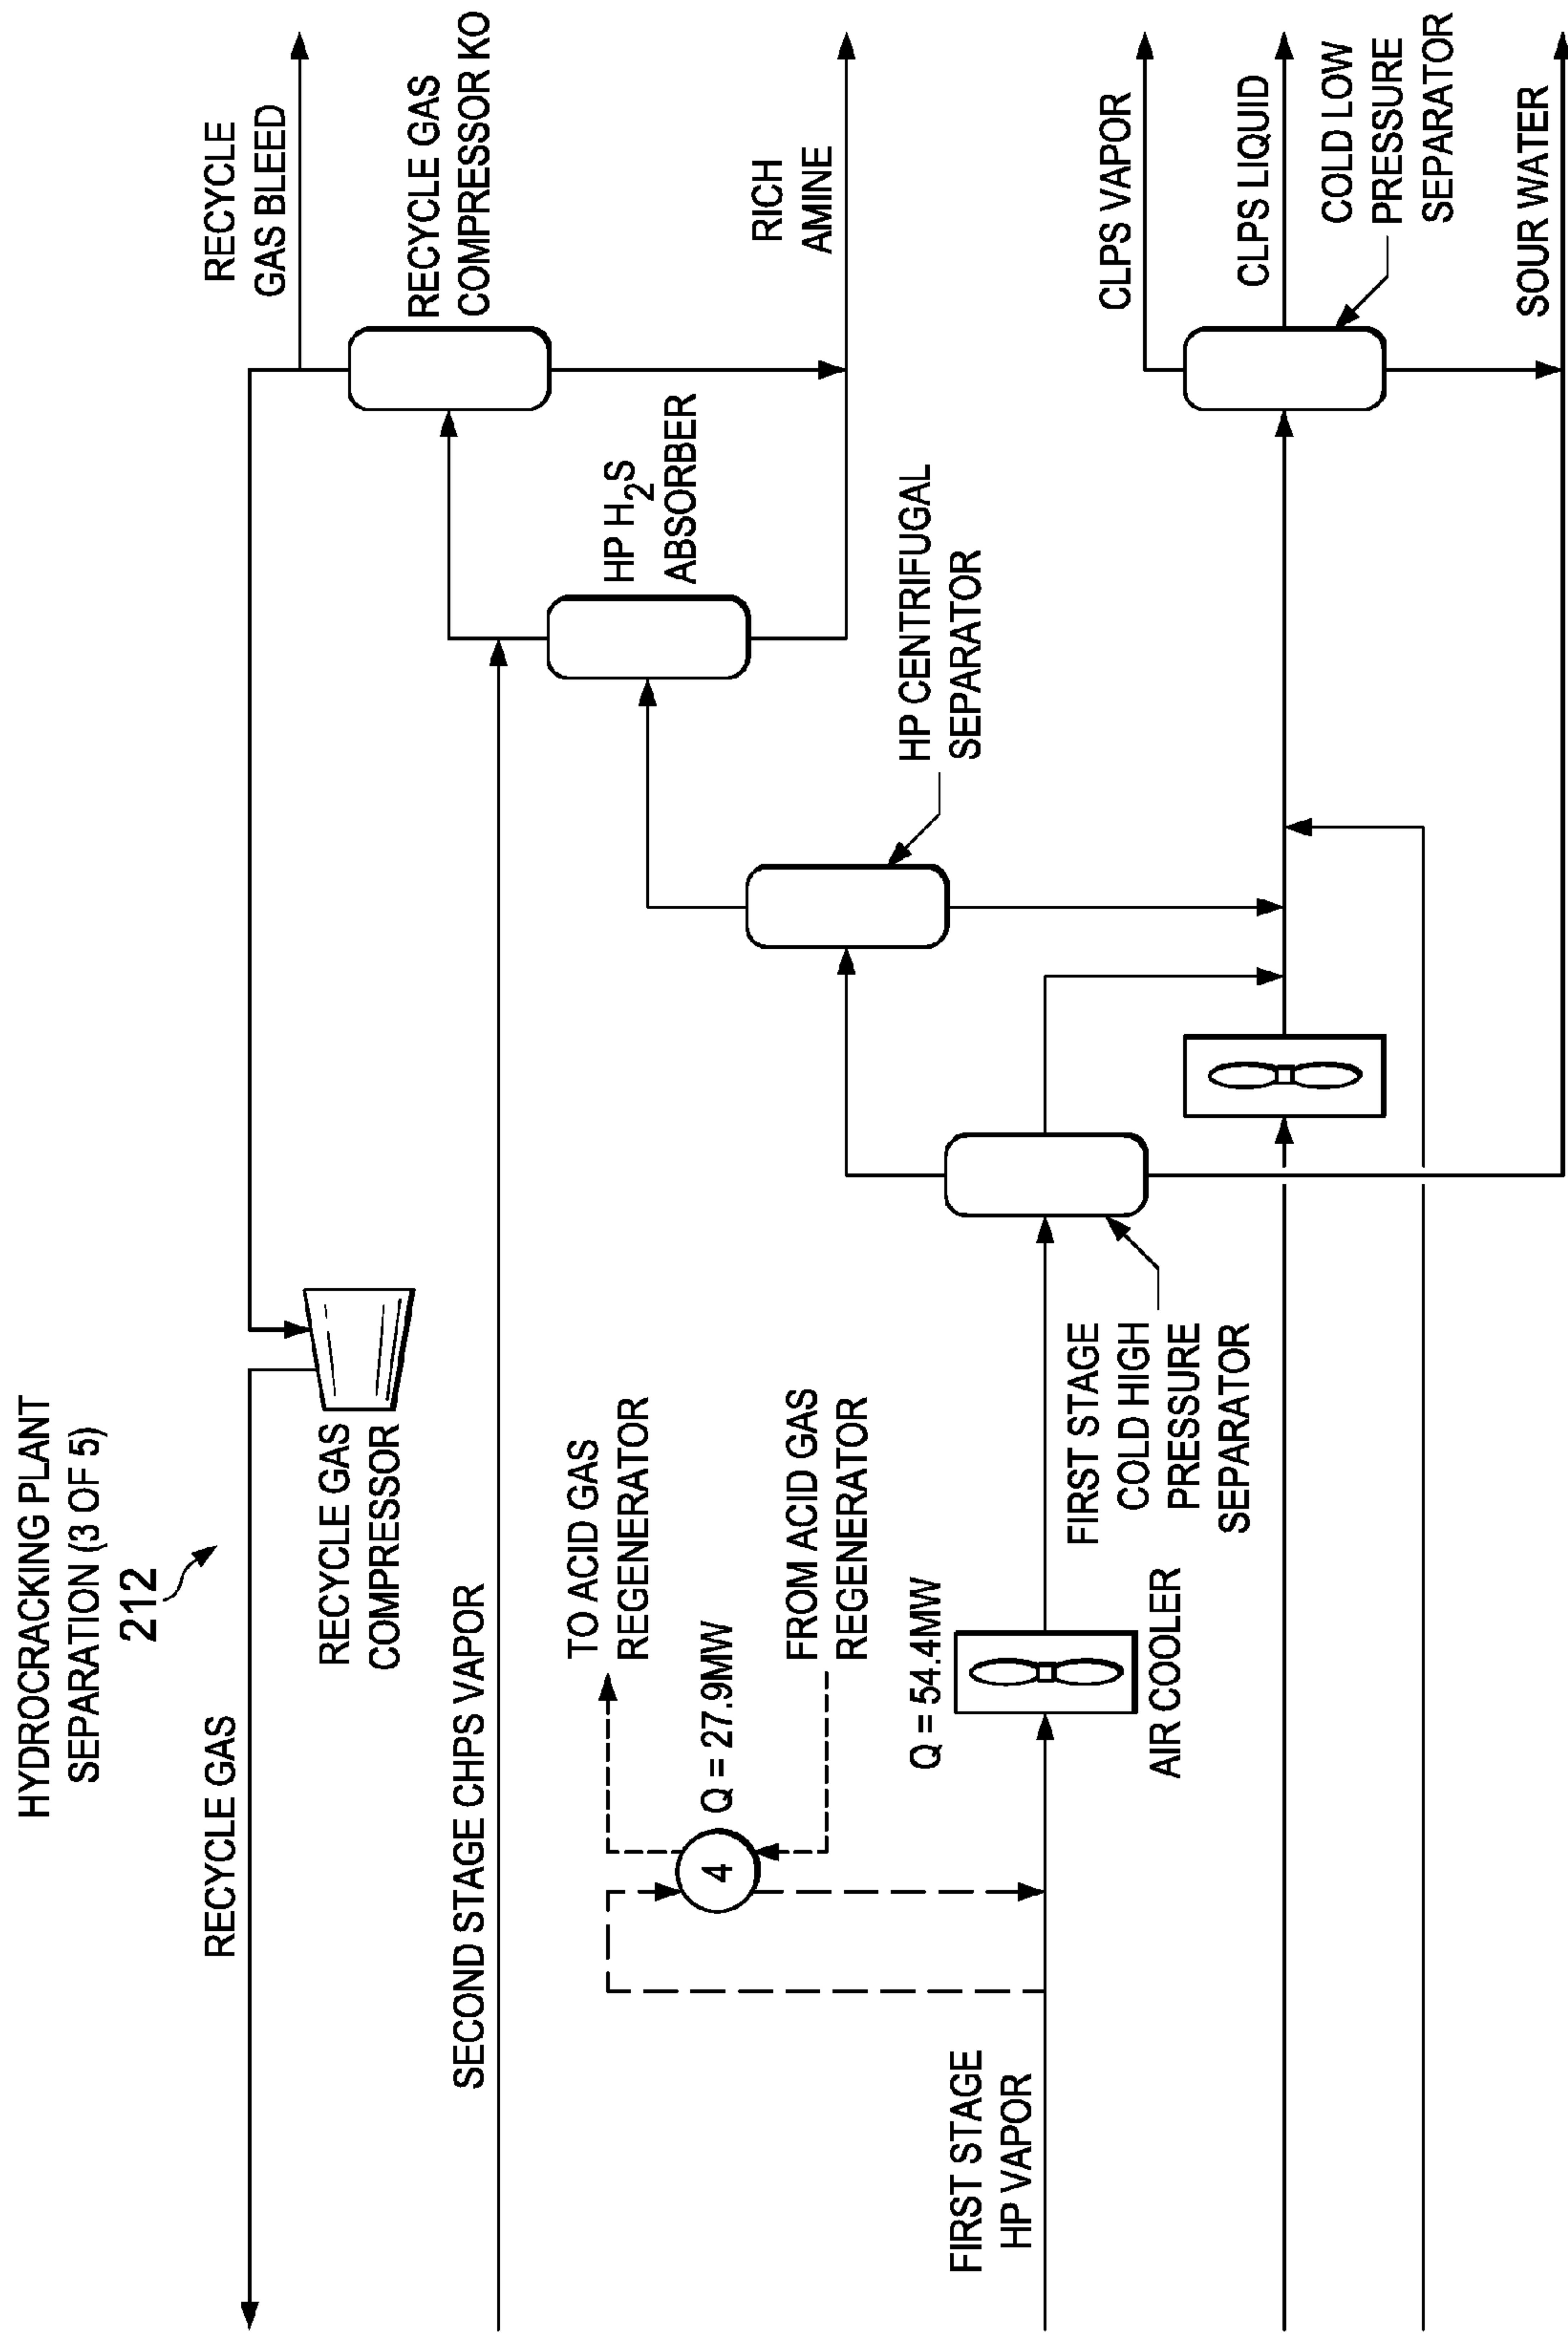 HYDROCRACKING PLANT
SEPARATION (3 OF 5)
212
RECYCLE GAS
RECYCLE GAS
COMPRESSOR
RECYCLE
GAS BLEED
RECYCLE GAS
COMPRESSOR KO
SECOND STAGE CHPS VAPOR
HP H2S
ABSORBER
RICH
AMINE
TO ACID GAS
REGENERATOR
4
Q = 27.9MW
FROM ACID GAS
REGENERATOR
HP CENTRIFUGAL
SEPARATOR
FIRST STAGE
HP VAPOR
Q = 54.4MW
AIR COOLER
FIRST STAGE
COLD HIGH
PRESSURE
SEPARATOR
CLPS VAPOR
CLPS LIQUID
COLD LOW
PRESSURE
SEPARATOR
SOUR WATER